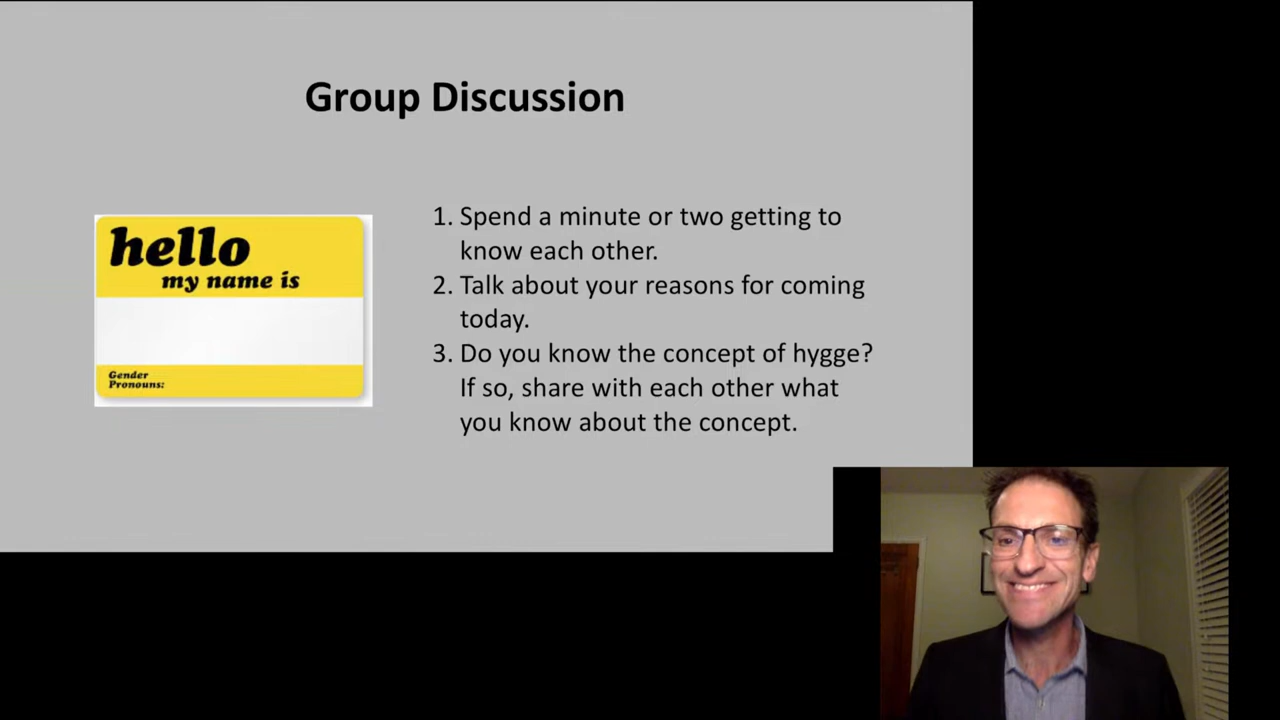 Group Discussion
hello
my name is
Gender
Pronouns:
1. Spend a minute or two getting to
know each other.
2. Talk about your reasons for coming
today.
3. Do you know the concept of hygge?
If so, share with each other what
you know about the concept.